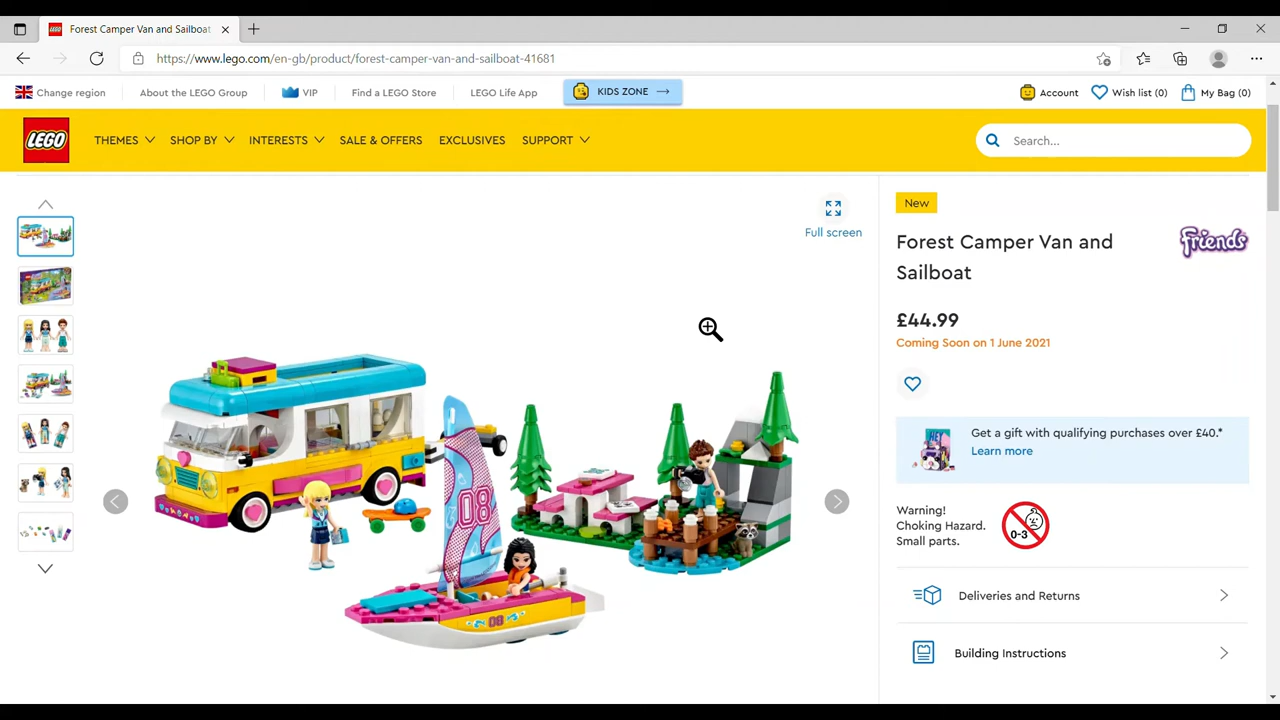 Forest Camper Van and Sailboat
https://www.lego.com/en-gb/product/forest-camper-van-and-sailboat-41681
Change region
About the LEGO Group
VIP
Find a LEGO Store
LEGO Life App
KIDS ZONE
Account
Wish list (0)
My Bag (0)
LEGO
THEMES
SHOP BY
INTERESTS
SALE & OFFERS
EXCLUSIVES
SUPPORT
Search...
Full screen
New
Forest Camper Van and
Sailboat
friends
£44.99
Coming Soon on 1 June 2021
Get a gift with qualifying purchases over £40.*
Learn more
HEY
Warning!
Choking Hazard.
Small parts.
0-3
Deliveries and Returns
Building Instructions
08
08